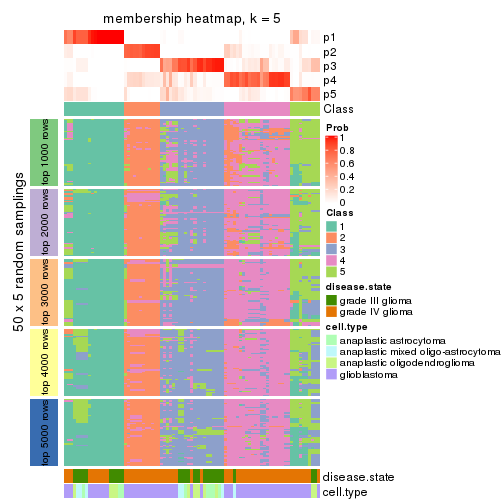 membership heatmap, k = 5
p1
p2
p3
p4
p5
Class
50 x 5 random samplings
top 1000 rows
top 2000 rows
top 3000 rows
top 4000 rows
top 5000 rows
disease.state
cell.type
Prob
1
0.8
0.6
0.4
0.2
0
Class
1
2
3
4
5
disease.state
grade III glioma
grade IV glioma
cell.type
anaplastic astrocytoma
anaplastic mixed oligo-astrocytoma
anaplastic oligodendroglioma
glioblastoma